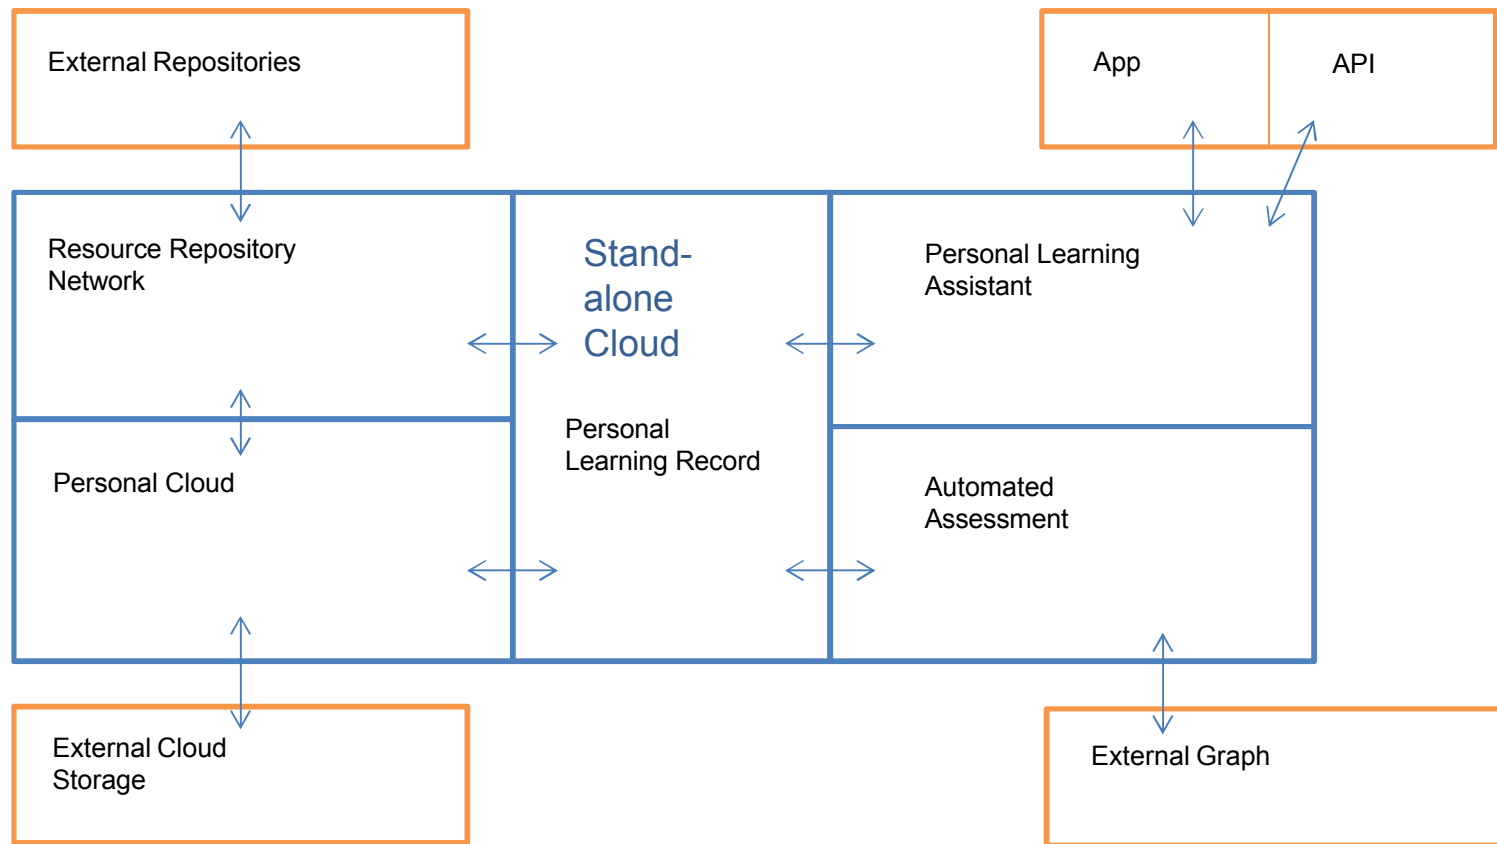 External Repositories
App
API
Resource Repository
Network
Stand-
alone
Cloud
Personal Learning
Assistant
Personal
Learning Record
Personal Cloud
Automated
Assessment
External Cloud
Storage
External Graph